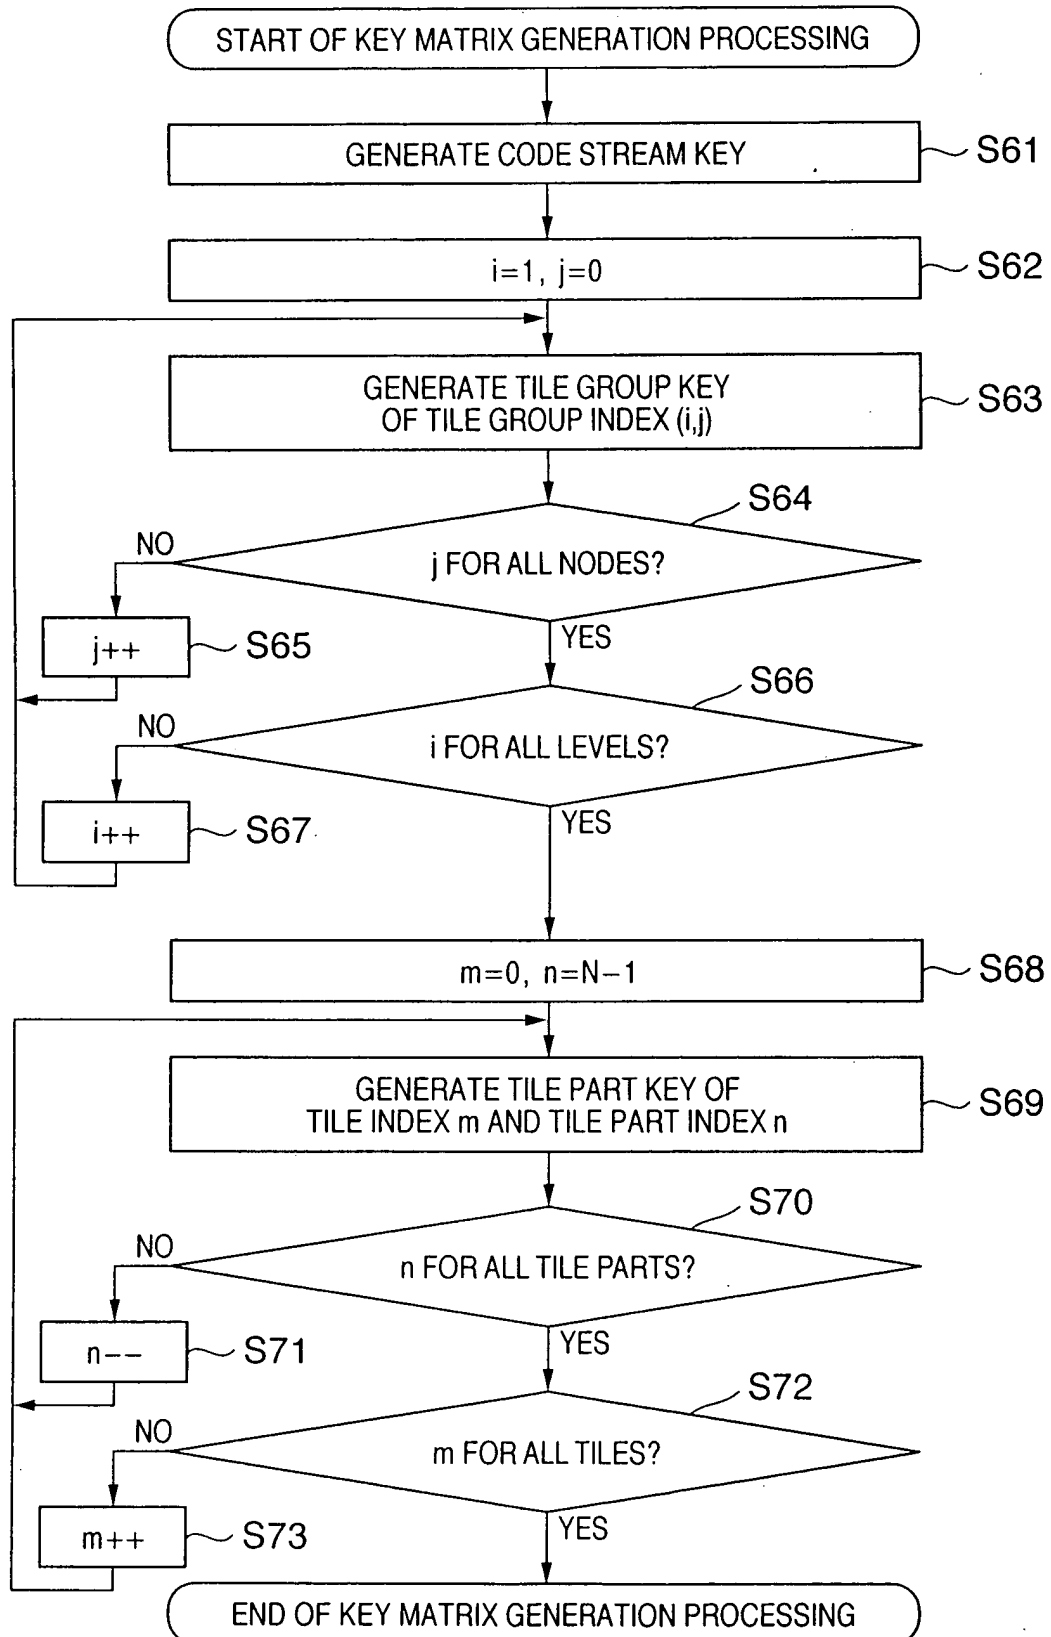 START OF KEY MATRIX GENERATION PROCESSING
GENERATE CODE STREAM KEY
S61
i=1, j=0
S62
GENERATE TILE GROUP KEY
OF TILE GROUP INDEX (i,j)
S63
S64
NO
j FOR ALL NODES?
YES
j++
S65
S66
NO
i FOR ALL LEVELS?
YES
i++
S67
m=0, n=N−1
S68
GENERATE TILE PART KEY OF
TILE INDEX m AND TILE PART INDEX n
S69
S70
NO
n FOR ALL TILE PARTS?
YES
n--
S71
S72
NO
m FOR ALL TILES?
YES
m++
S73
END OF KEY MATRIX GENERATION PROCESSING